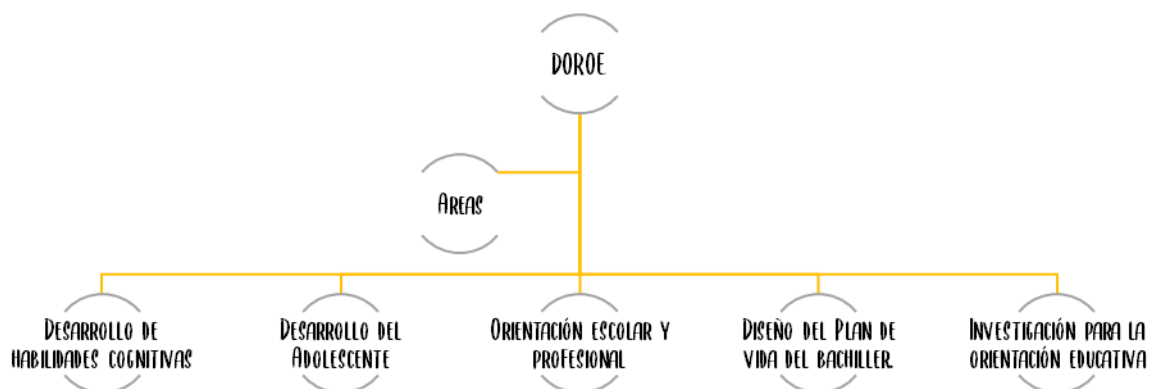 DOROE
AREAS
DESARROLLO DE
HABILIDADES COGNITIVAS
DESARROLLO DEL
ADOLESCENTE
ORIENTACIÓN ESCOLAR Y
PROFESIONAL
DISEÑO DEL PLAN DE
VIDA DEL BACHILLER.
INVESTIGACIÓN PARA LA
ORIENTACIÓN EDUCATIVA